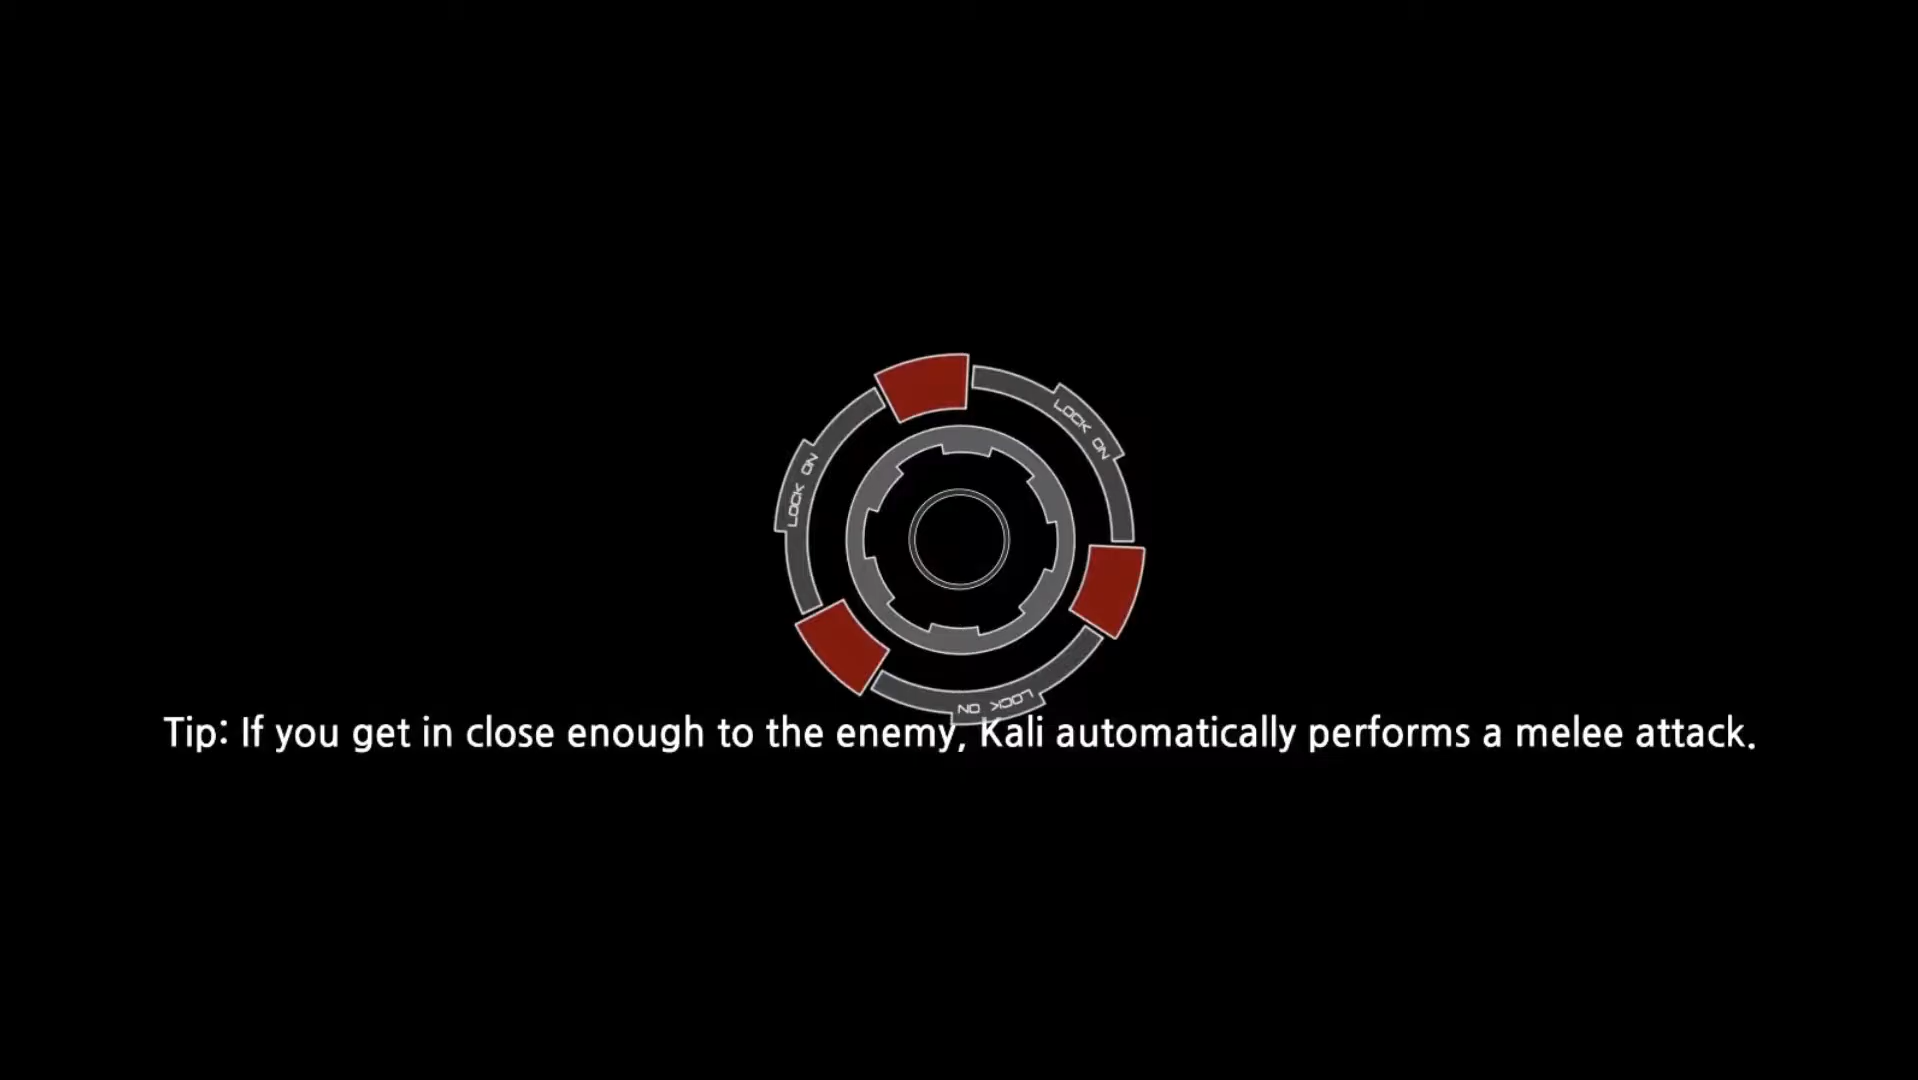 LOCK ON
LOCK ON
LOCK ON
Tip: If you get in close enough to the enemy, Kali automatically performs a melee attack.